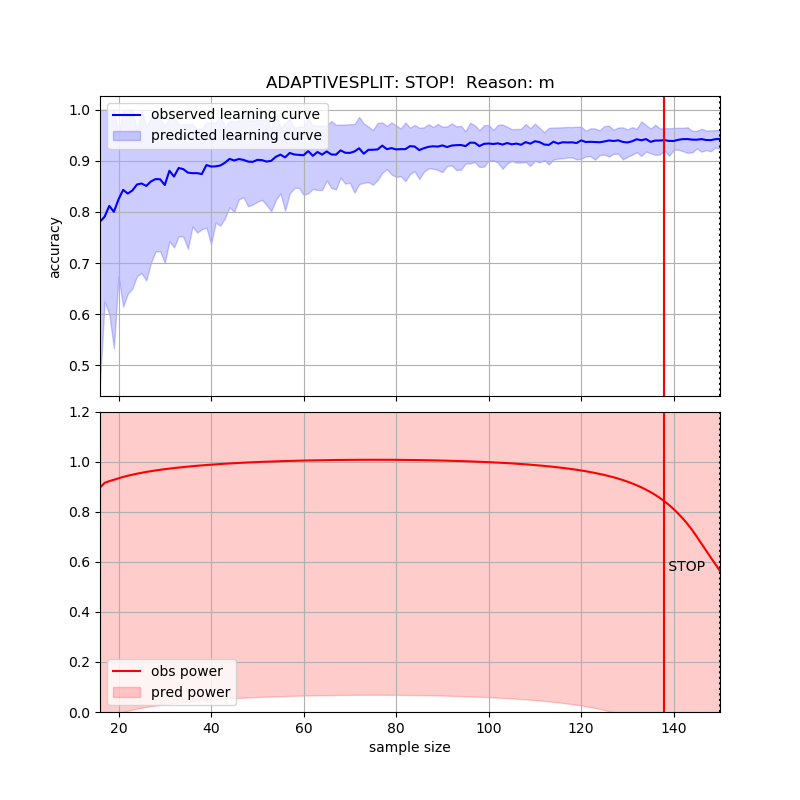 ADAPTIVESPLIT: STOP!  Reason: m
observed learning curve
predicted learning curve
accuracy
1.0
0.9
0.8
0.7
0.6
0.5
1.2
1.0
0.8
0.6
0.4
0.2
0.0
STOP
obs power
pred power
20 40 60 80 100 120 140
sample size